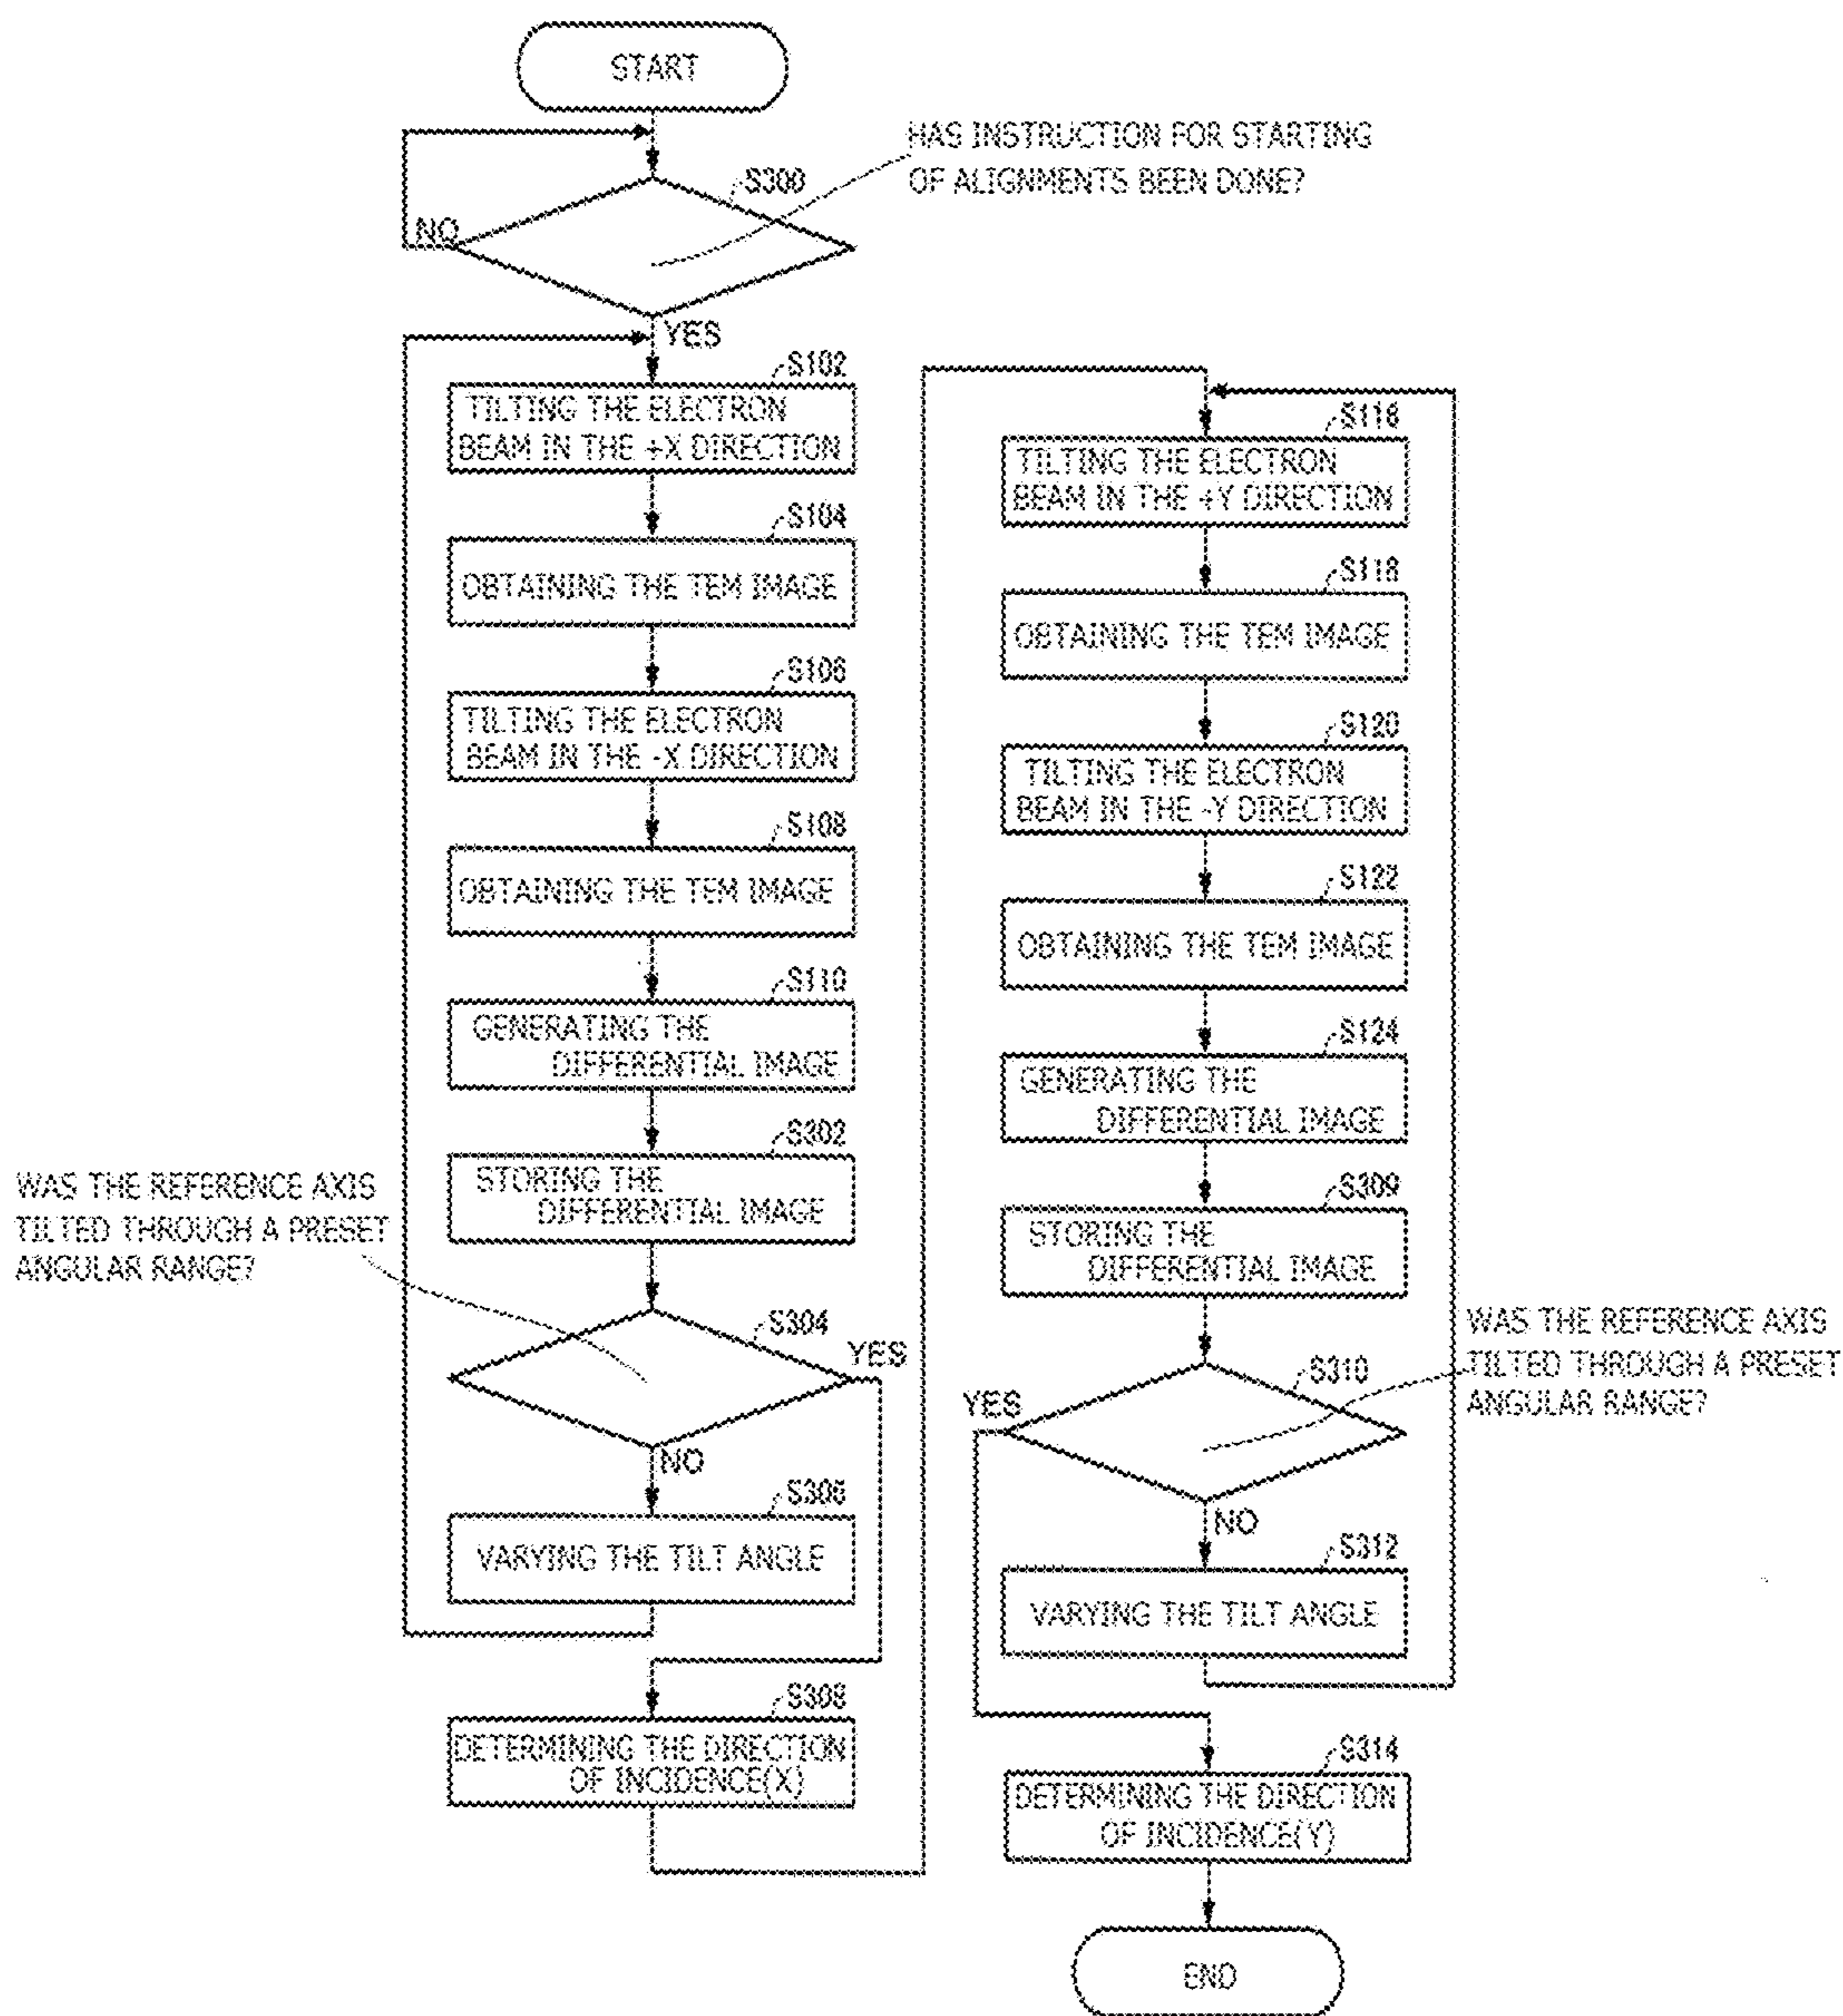 START
HAS INSTRUCTION FOR STARTING
OF ALIGNMENTS BEEN DONE?
S300
NO
YES
S102
TILTING THE ELECTRON
BEAM IN THE +X DIRECTION
S104
OBTAINING THE TEM IMAGE
S106
TILTING THE ELECTRON
BEAM IN THE -X DIRECTION
S108
OBTAINING THE TEM IMAGE
S110
GENERATING THE
DIFFERENTIAL IMAGE
S302
STORING THE
DIFFERENTIAL IMAGE
WAS THE REFERENCE AXIS
TILTED THROUGH A PRESET
ANGULAR RANGE?
S304
YES
NO
S306
VARYING THE TILT ANGLE
S308
DETERMINING THE DIRECTION
OF INCIDENCE(X)
S116
TILTING THE ELECTRON
BEAM IN THE +Y DIRECTION
S118
OBTAINING THE TEM IMAGE
S120
TILTING THE ELECTRON
BEAM IN THE -Y DIRECTION
S122
OBTAINING THE TEM IMAGE
S124
GENERATING THE
DIFFERENTIAL IMAGE
S309
STORING THE
DIFFERENTIAL IMAGE
WAS THE REFERENCE AXIS
TILTED THROUGH A PRESET
ANGULAR RANGE?
S310
YES
NO
S312
VARYING THE TILT ANGLE
S314
DETERMINING THE DIRECTION
OF INCIDENCE(Y)
END